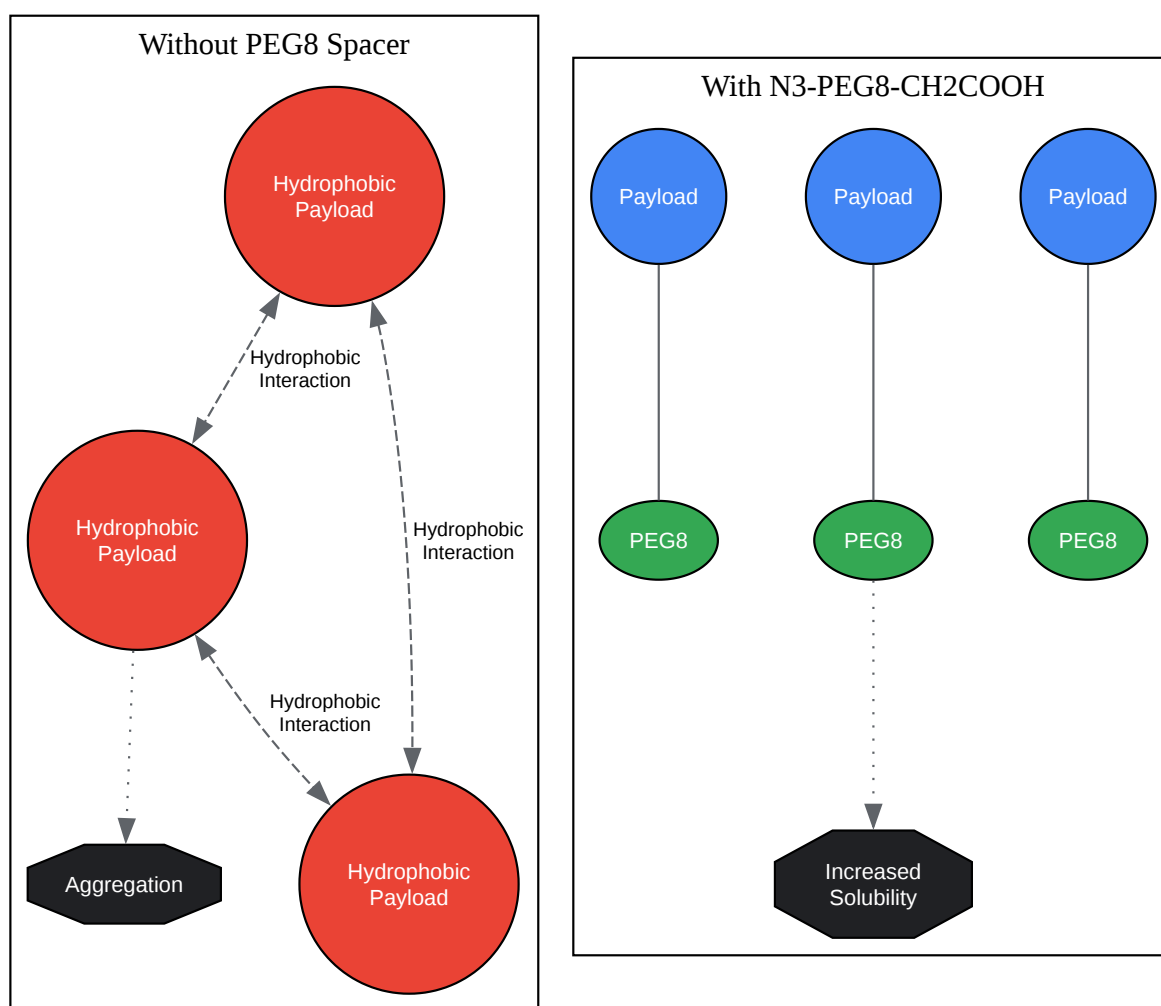 Without PEG8 Spacer
Hydrophobic
Payload
Hydrophobic
Interaction
Hydrophobic
Payload
Hydrophobic
Interaction
Hydrophobic
Interaction
Aggregation
Hydrophobic
Payload
With N3-PEG8-CH2COOH
Payload
Payload
Payload
PEG8
PEG8
PEG8
Increased
Solubility